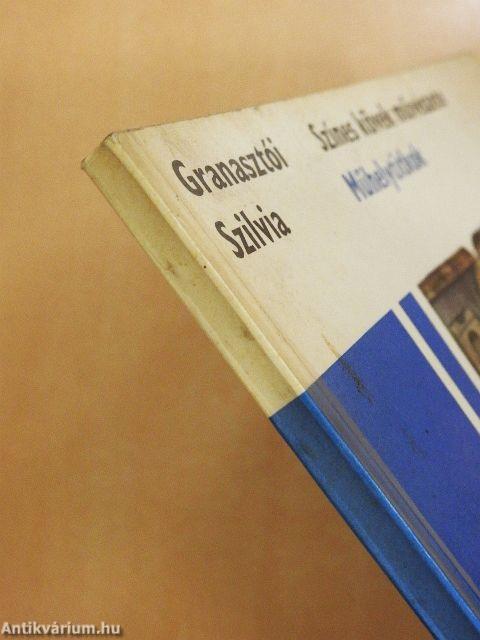 Granasztói
Szilvia
Színes kövek művészete
Műhelytitkok
Antikvárium.hu